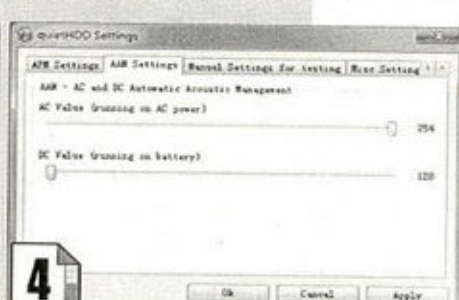 quietHDD Settings
APM Settings AAM Settings Manual Settings for testing Misc Setting
AAM - AC and DC Automatic Acoustic Management
AC Value (running on AC power)
254
DC Value (running on battery)
128
4
Ok Cancel Apply